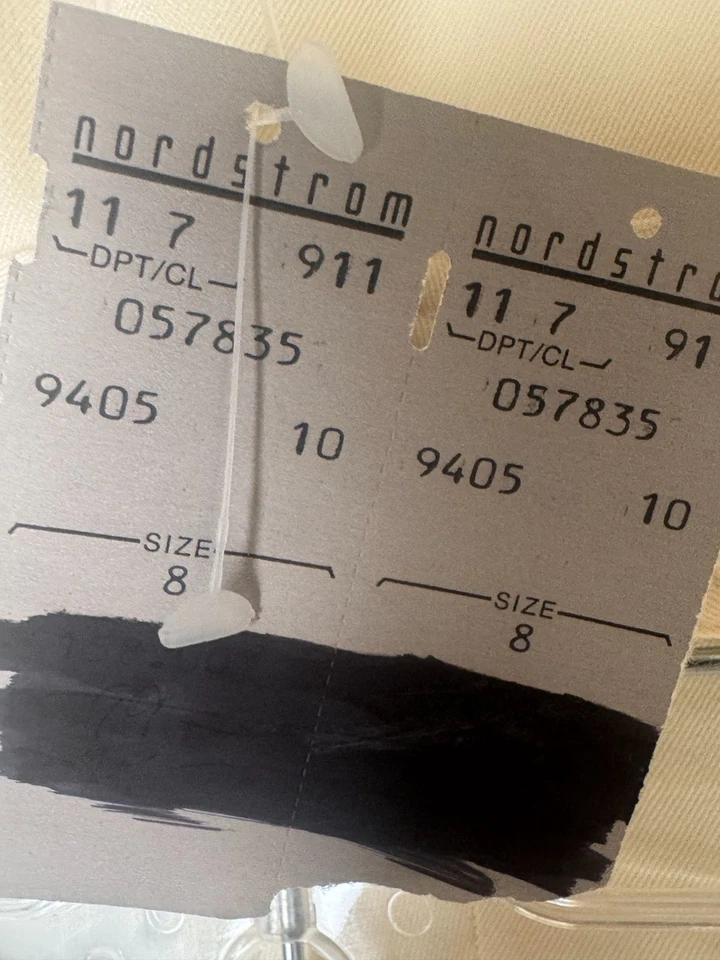 nordstrom
11 7 911
DPT/CL
057835
9405
10
SIZE
8
nordstro
11 7 91
DPT/CL
057835
9405
10
SIZE
8